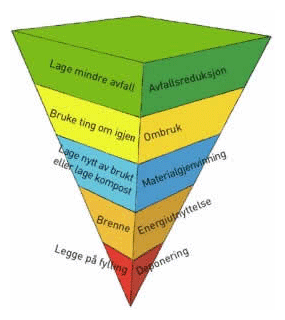 Lage mindre avfall
Avfallsreduksjon
Bruke ting om igjen
Ombruk
Lage nytt av brukt
eller lage kompost
Materialgjenvinning
Brenne
Energiutnyttelse
Legge på fylling
Deponering